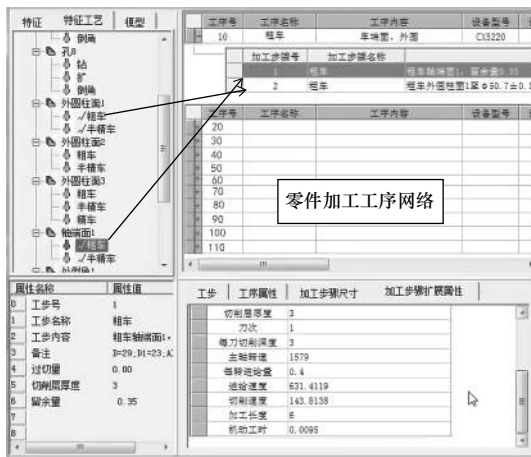 特征 特征工艺 模型
倒角
孔8
钻
扩
倒角
外圆柱面1
√粗车
√半精车
外圆柱面2
粗车
半精车
外圆柱面3
粗车
半精车
精车
轴端面1
√粗车
√半精车
工序号 工序名称 工序内容 设备型号
10 粗车 车端面、外圆 CX5220
加工步骤号 加工步骤名称
1 粗车 粗车轴端面1，留余量0.35
2 粗车 粗车外圆柱面1至Φ50.7±0.1
工序号 工序名称 工序内容 设备型号
20
30
40
50
60
70
80
90
100
110
零件加工工序网络
属性名称 属性值
0 工步号 1
1 工步名称 粗车
2 工步内容 粗车轴端面1，
3 备注 D=29;D1=23;
4 过切量 0.00
5 切削层厚度 3
6 留余量 0.35
7
8
工步 工序属性 加工步骤尺寸 加工步骤扩展属性
切削层厚度 3
刀次 1
每刀切削深度 3
主轴转速 1579
每转进给量 0.4
进给速度 631.4119
切削速度 143.8138
加工长度 6
机动工时 0.0095